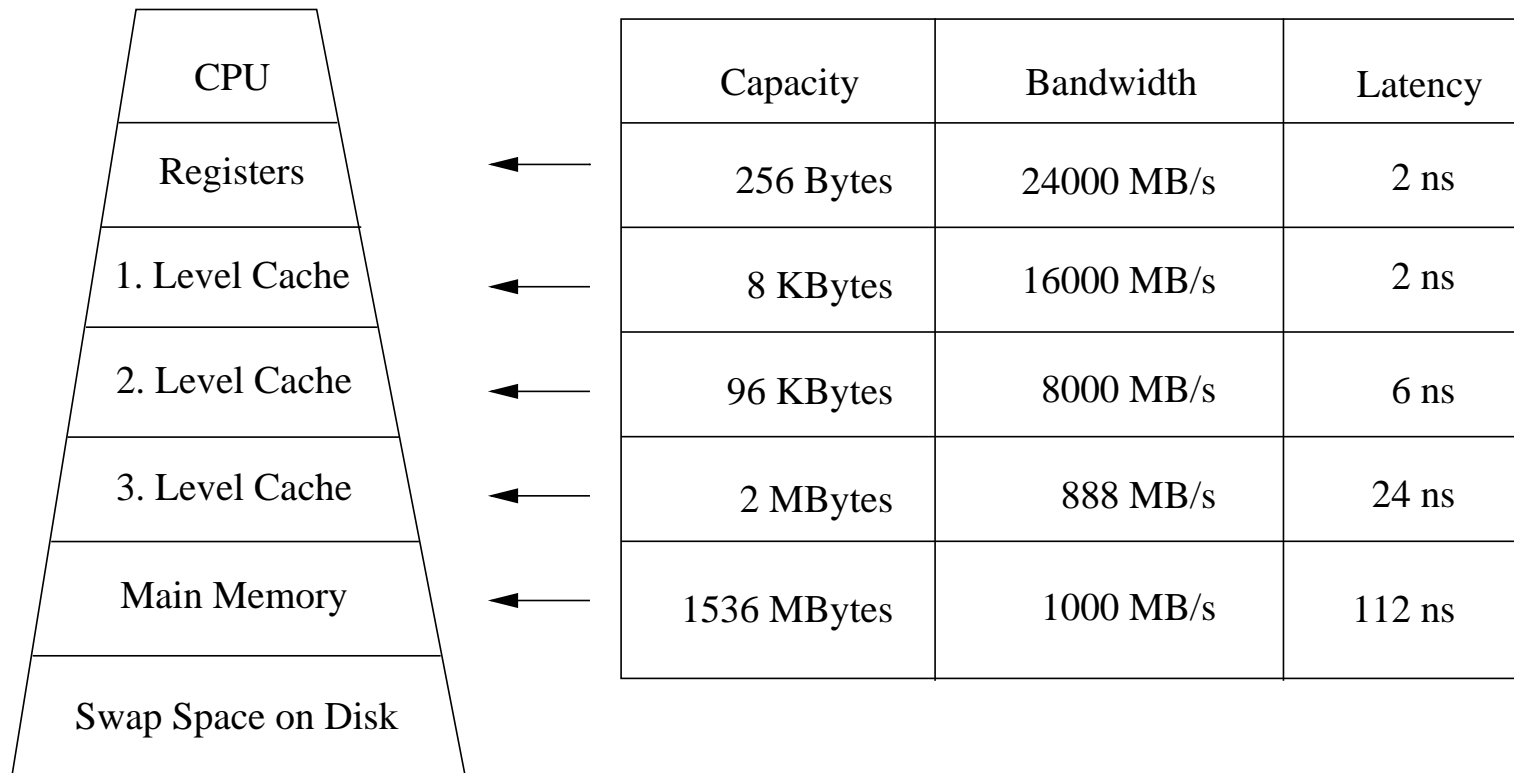 CPU
Registers
1. Level Cache
2. Level Cache
3. Level Cache
Main Memory
Swap Space on Disk
Capacity Bandwidth Latency
256 Bytes 24000 MB/s 2 ns
8 KBytes 16000 MB/s 2 ns
96 KBytes 8000 MB/s 6 ns
2 MBytes 888 MB/s 24 ns
1536 MBytes 1000 MB/s 112 ns